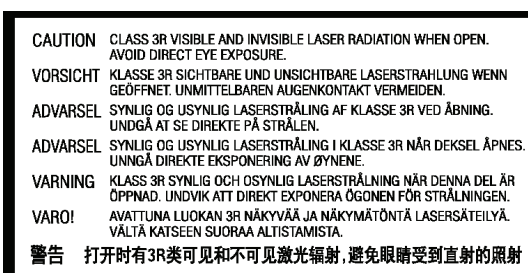 CAUTION CLASS 3R VISIBLE AND INVISIBLE LASER RADIATION WHEN OPEN.
AVOID DIRECT EYE EXPOSURE.
VORSICHT KLASSE 3R SICHTBARE UND UNSICHTBARE LASERSTRAHLUNG WENN
GEÖFFNET. UNMITTELBAREN AUGENKONTAKT VERMEIDEN.
ADVARSEL SYNLIG OG USYNLIG LASERSTRÅLING AF KLASSE 3R VED ÅBNING.
UNDGÅ AT SE DIREKTE PÅ STRÅLEN.
ADVARSEL SYNLIG OG USYNLIG LASERSTRÅLING I KLASSE 3R NÅR DEKSEL ÅPNES.
UNNGÅ DIREKTE EKSPONERING AV ØYNENE.
VARNING KLASS 3R SYNLIG OCH OSYNLIG LASERSTRÅLNING NÄR DENNA DEL ÄR
ÖPPNAD. UNDVIK ATT DIREKT EXPONERA ÖGONEN FÖR STRÅLNINGEN.
VARO! AVATTUNA LUOKAN 3R NÄKYVÄÄ JA NÄKYMÄTÖNTÄ LASERSÄTEILYÄ.
VÄLTÄ KATSEEN SUORAA ALTISTAMISTA.
警告 打开时有3R类可见和不可见激光辐射,避免眼睛受到直射的照射